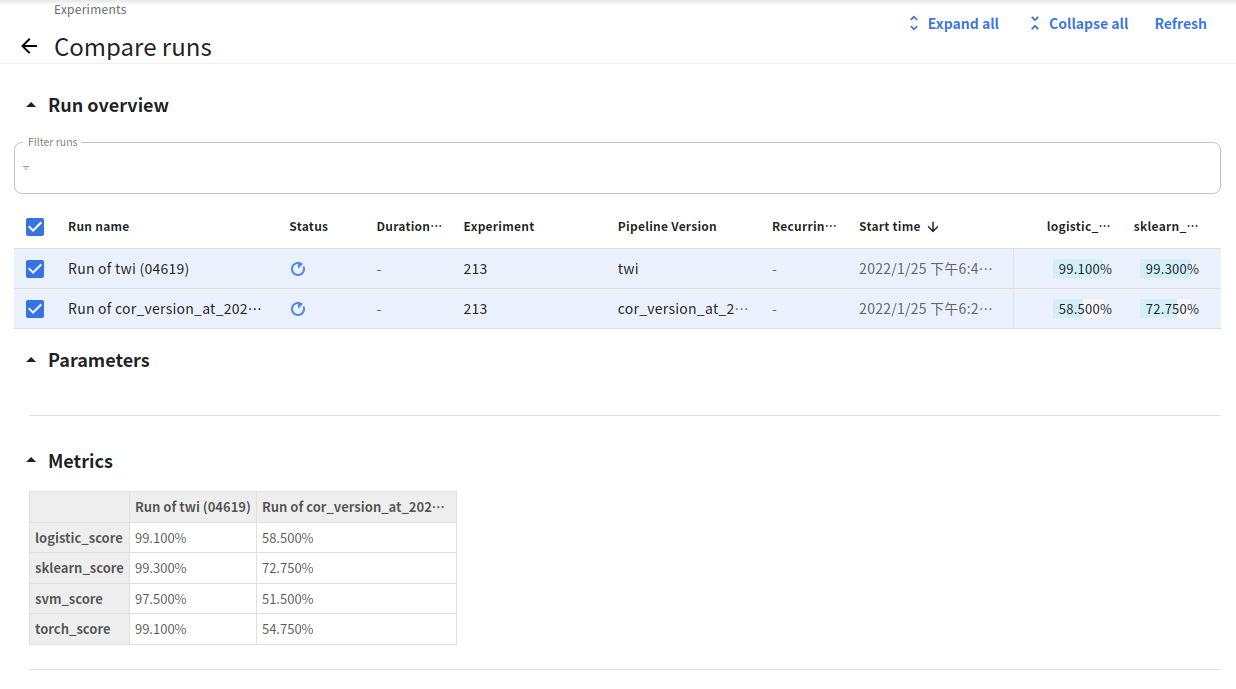 Experiments
Expand all Collapse all Refresh
Compare runs
Run overview
Filter runs
Run name Status Duration··· Experiment Pipeline Version Recurrin··· Start time logistic_··· sklearn_···
Run of twi (04619) - 213 twi - 2022/1/25 下午6:4··· 99.100% 99.300%
Run of cor_version_at_202··· - 213 cor_version_at_2··· - 2022/1/25 下午6:2··· 58.500% 72.750%
Parameters
Metrics
Run of twi (04619) Run of cor_version_at_202···
logistic_score 99.100% 58.500%
sklearn_score 99.300% 72.750%
svm_score 97.500% 51.500%
torch_score 99.100% 54.750%